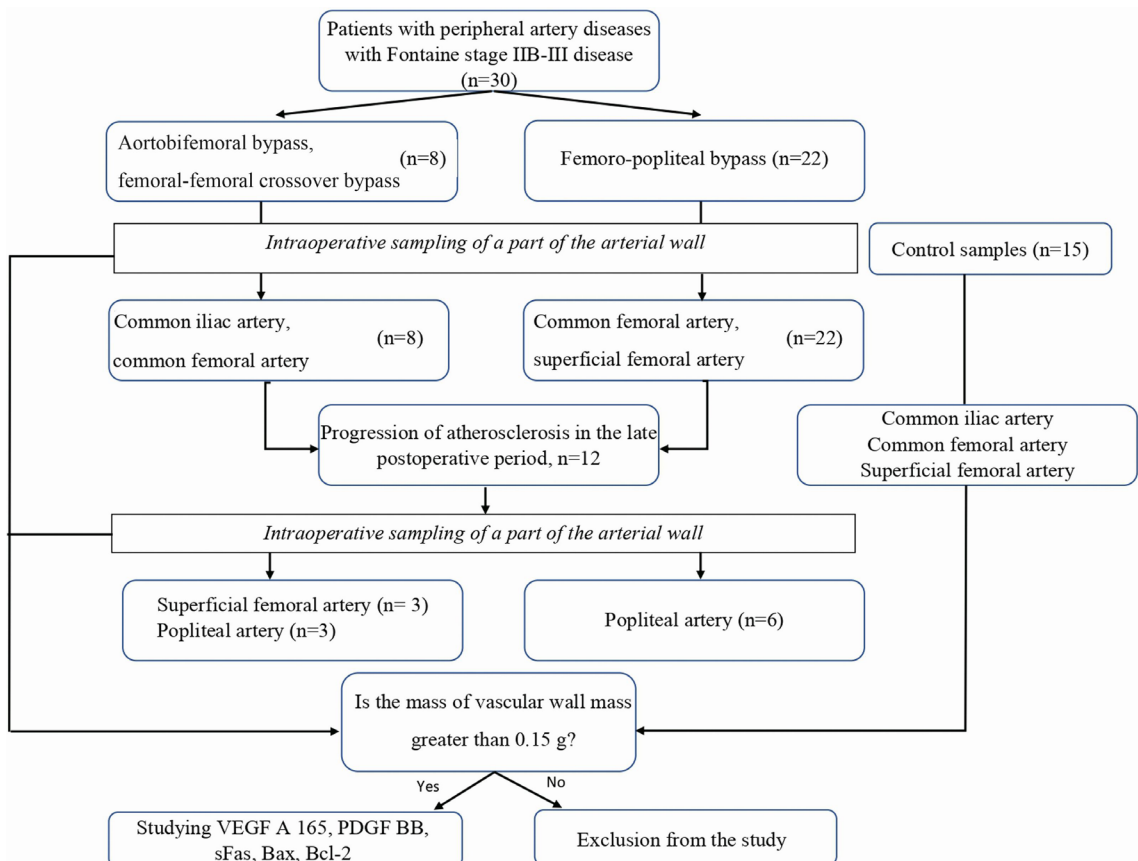 Patients with peripheral artery diseases
with Fontaine stage IIB-III disease
(n=30)
Aortobifemoral bypass,
(n=8)
femoral-femoral crossover bypass
Femoro-popliteal bypass (n=22)
Intraoperative sampling of a part of the arterial wall
Control samples (n=15)
Common iliac artery,
(n=8)
common femoral artery
Common femoral artery,
(n=22)
superficial femoral artery
Common iliac artery
Common femoral artery
Superficial femoral artery
Progression of atherosclerosis in the late
postoperative period, n=12
Intraoperative sampling of a part of the arterial wall
Superficial femoral artery (n= 3)
Popliteal artery (n=3)
Popliteal artery (n=6)
Is the mass of vascular wall mass
greater than 0.15 g?
Yes
No
Studying VEGF A 165, PDGF BB,
sFas, Bax, Bcl-2
Exclusion from the study